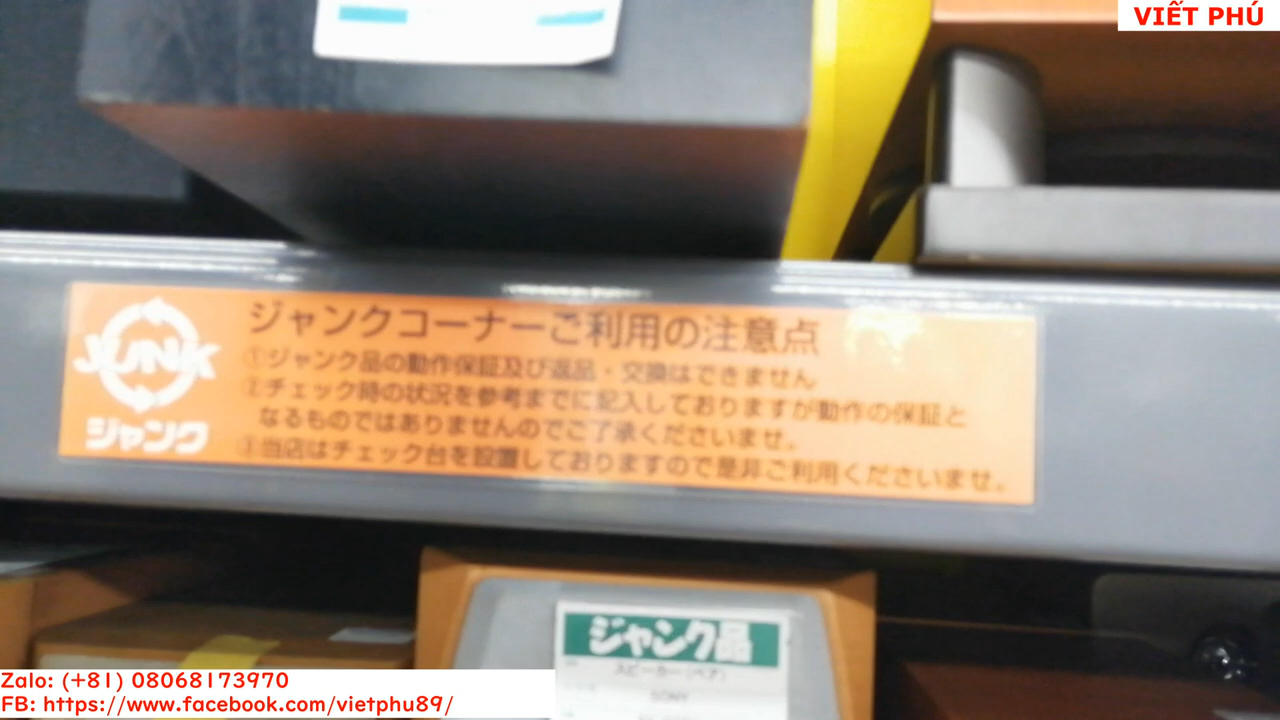 VIẾT PHÚ
JUNK
ジャンク
ジャンクコーナーご利用の注意点
①ジャンク品の動作保証及び返品・交換はできません
②チェック時の状況を参考までに記入しておりますが動作の保証と
なるものではありませんのでご了承くださいませ。
③当店はチェック台を設置しておりますので是非ご利用くださいませ。
ジャンク品
スピーカー(ペア)
SONY
Zalo: (+81) 08068173970
FB: https://www.facebook.com/vietphu89/